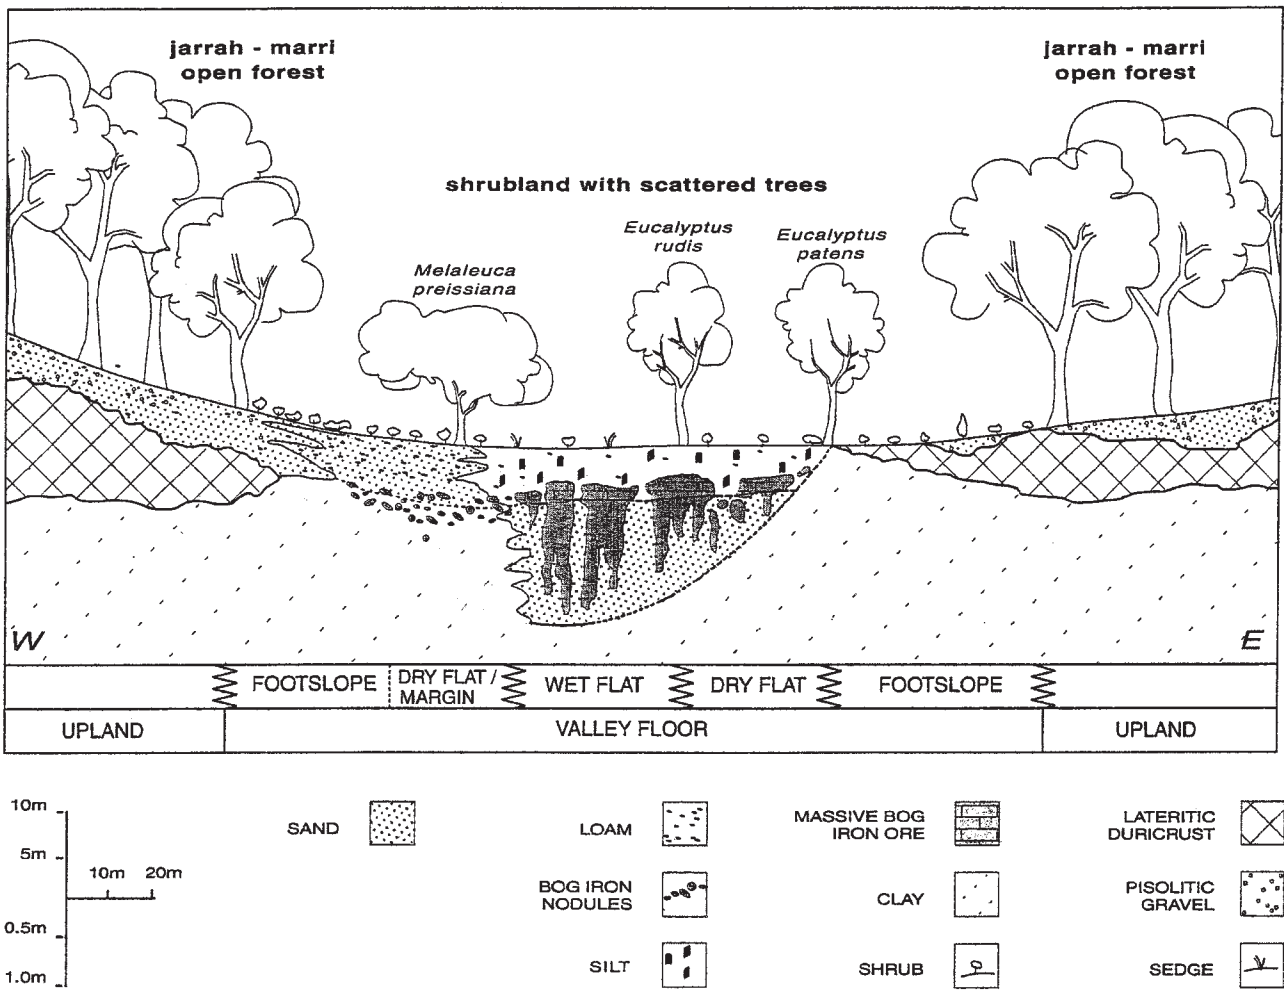 jarrah - marri
open forest
jarrah - marri
open forest
shrubland with scattered trees
Eucalyptus
rudis
Eucalyptus
patens
Melaleuca
preissiana
W
E
FOOTSLOPE
DRY FLAT /
MARGIN
WET FLAT
DRY FLAT
FOOTSLOPE
UPLAND
VALLEY FLOOR
UPLAND
10m
5m
10m 20m
0.5m
1.0m
SAND
LOAM
MASSIVE BOG
IRON ORE
LATERITIC
DURICRUST
BOG IRON
NODULES
CLAY
PISOLITIC
GRAVEL
SILT
SHRUB
SEDGE